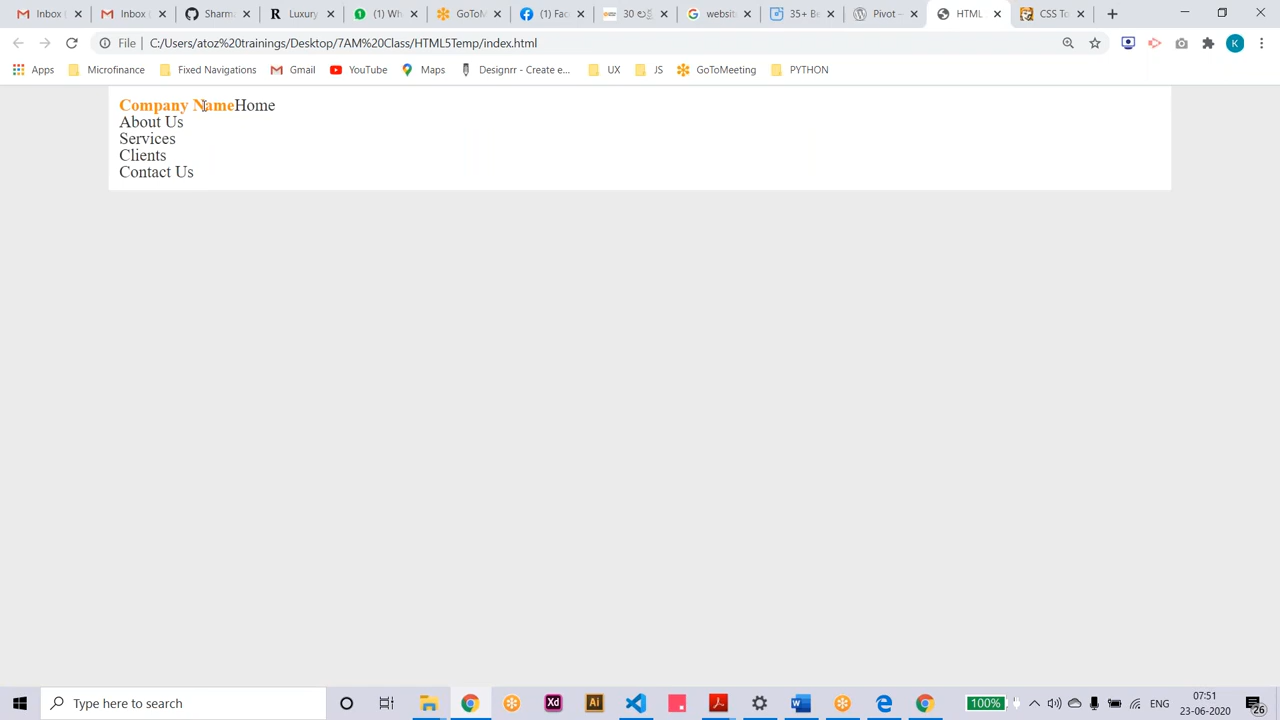 Inbox (
Inbox (
Sharm
R Luxury
(1) Wh
GoToM
(1) Fac
websit
35+ B
Pivot –
HTML
CSS To
File C:/Users/atoz%20trainings/Desktop/7AM%20Class/HTML5Temp/index.html
K
Apps Microfinance Fixed Navigations Gmail YouTube Maps Designrr - Create e... UX JS GoToMeeting PYTHON
Company NameHome
About Us
Services
Clients
Contact Us
Type here to search
Xd
Ai
100%
ENG
07:51
23-06-2020
26